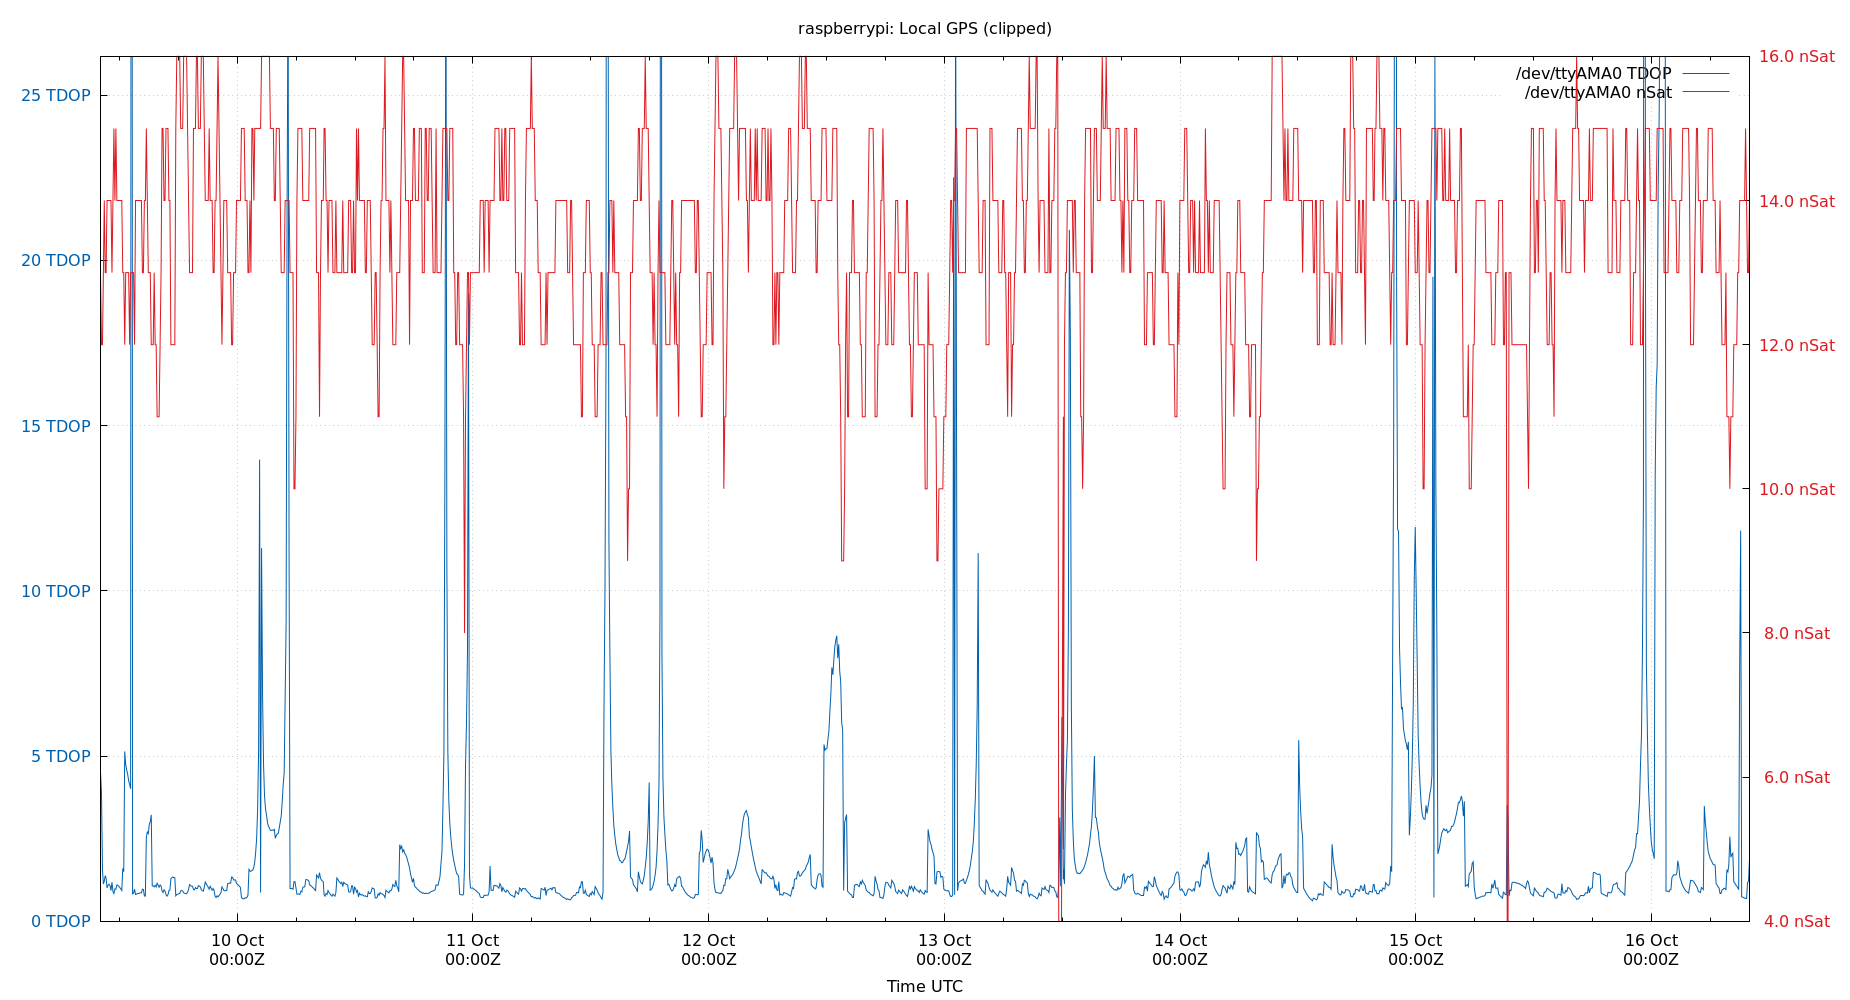 raspberrypi: Local GPS (clipped)
16.0 nSat
/dev/ttyAMA0 TDOP
/dev/ttyAMA0 nSat
25 TDOP
14.0 nSat
20 TDOP
12.0 nSat
15 TDOP
10.0 nSat
10 TDOP
8.0 nSat
5 TDOP
6.0 nSat
0 TDOP
4.0 nSat
10 Oct
00:00Z
11 Oct
00:00Z
12 Oct
00:00Z
13 Oct
00:00Z
14 Oct
00:00Z
15 Oct
00:00Z
16 Oct
00:00Z
Time UTC